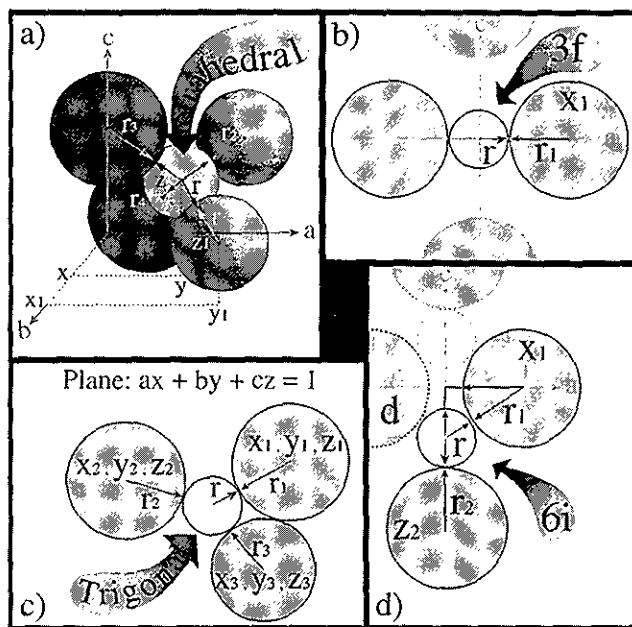 a)
c
hedral
r3
r2
r4
r
z1
a
x
y
x1
y1
b
b)
3f
x1
r
r1
Plane: ax + by + cz = 1
x2, y2, z2
r2
x1, y1, z1
r
r1
r3
x3, y3, z3
Trigonal
c)
x1
d
r1
r
r2
z2
6i
d)